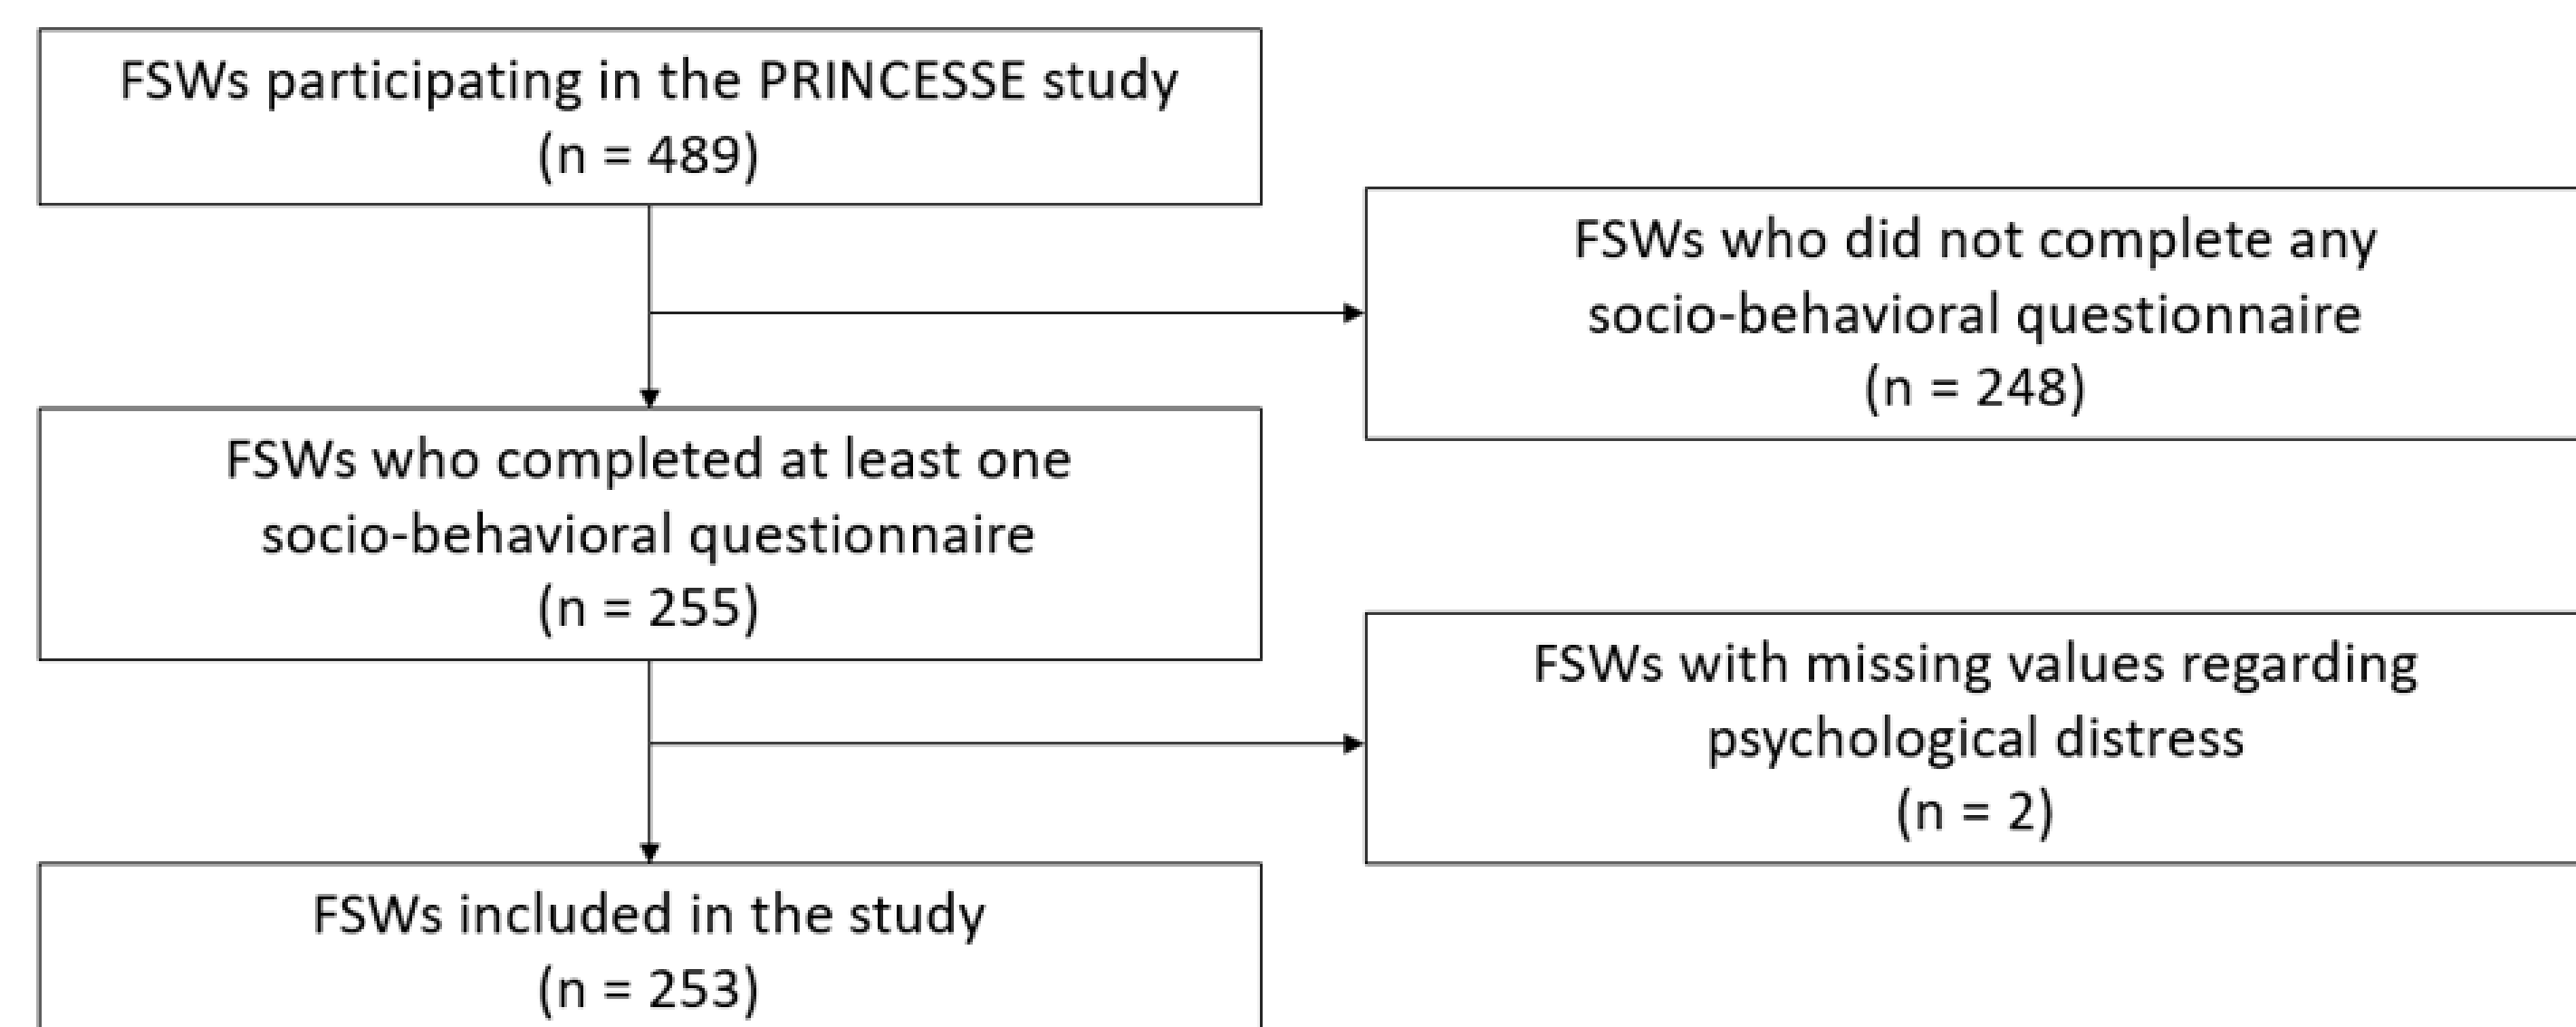 FSWs participating in the PRINCESSE study
(n = 489)
FSWs who did not complete any
socio-behavioral questionnaire
(n = 248)
FSWs who completed at least one
socio-behavioral questionnaire
(n = 255)
FSWs with missing values regarding
psychological distress
(n = 2)
FSWs included in the study
(n = 253)